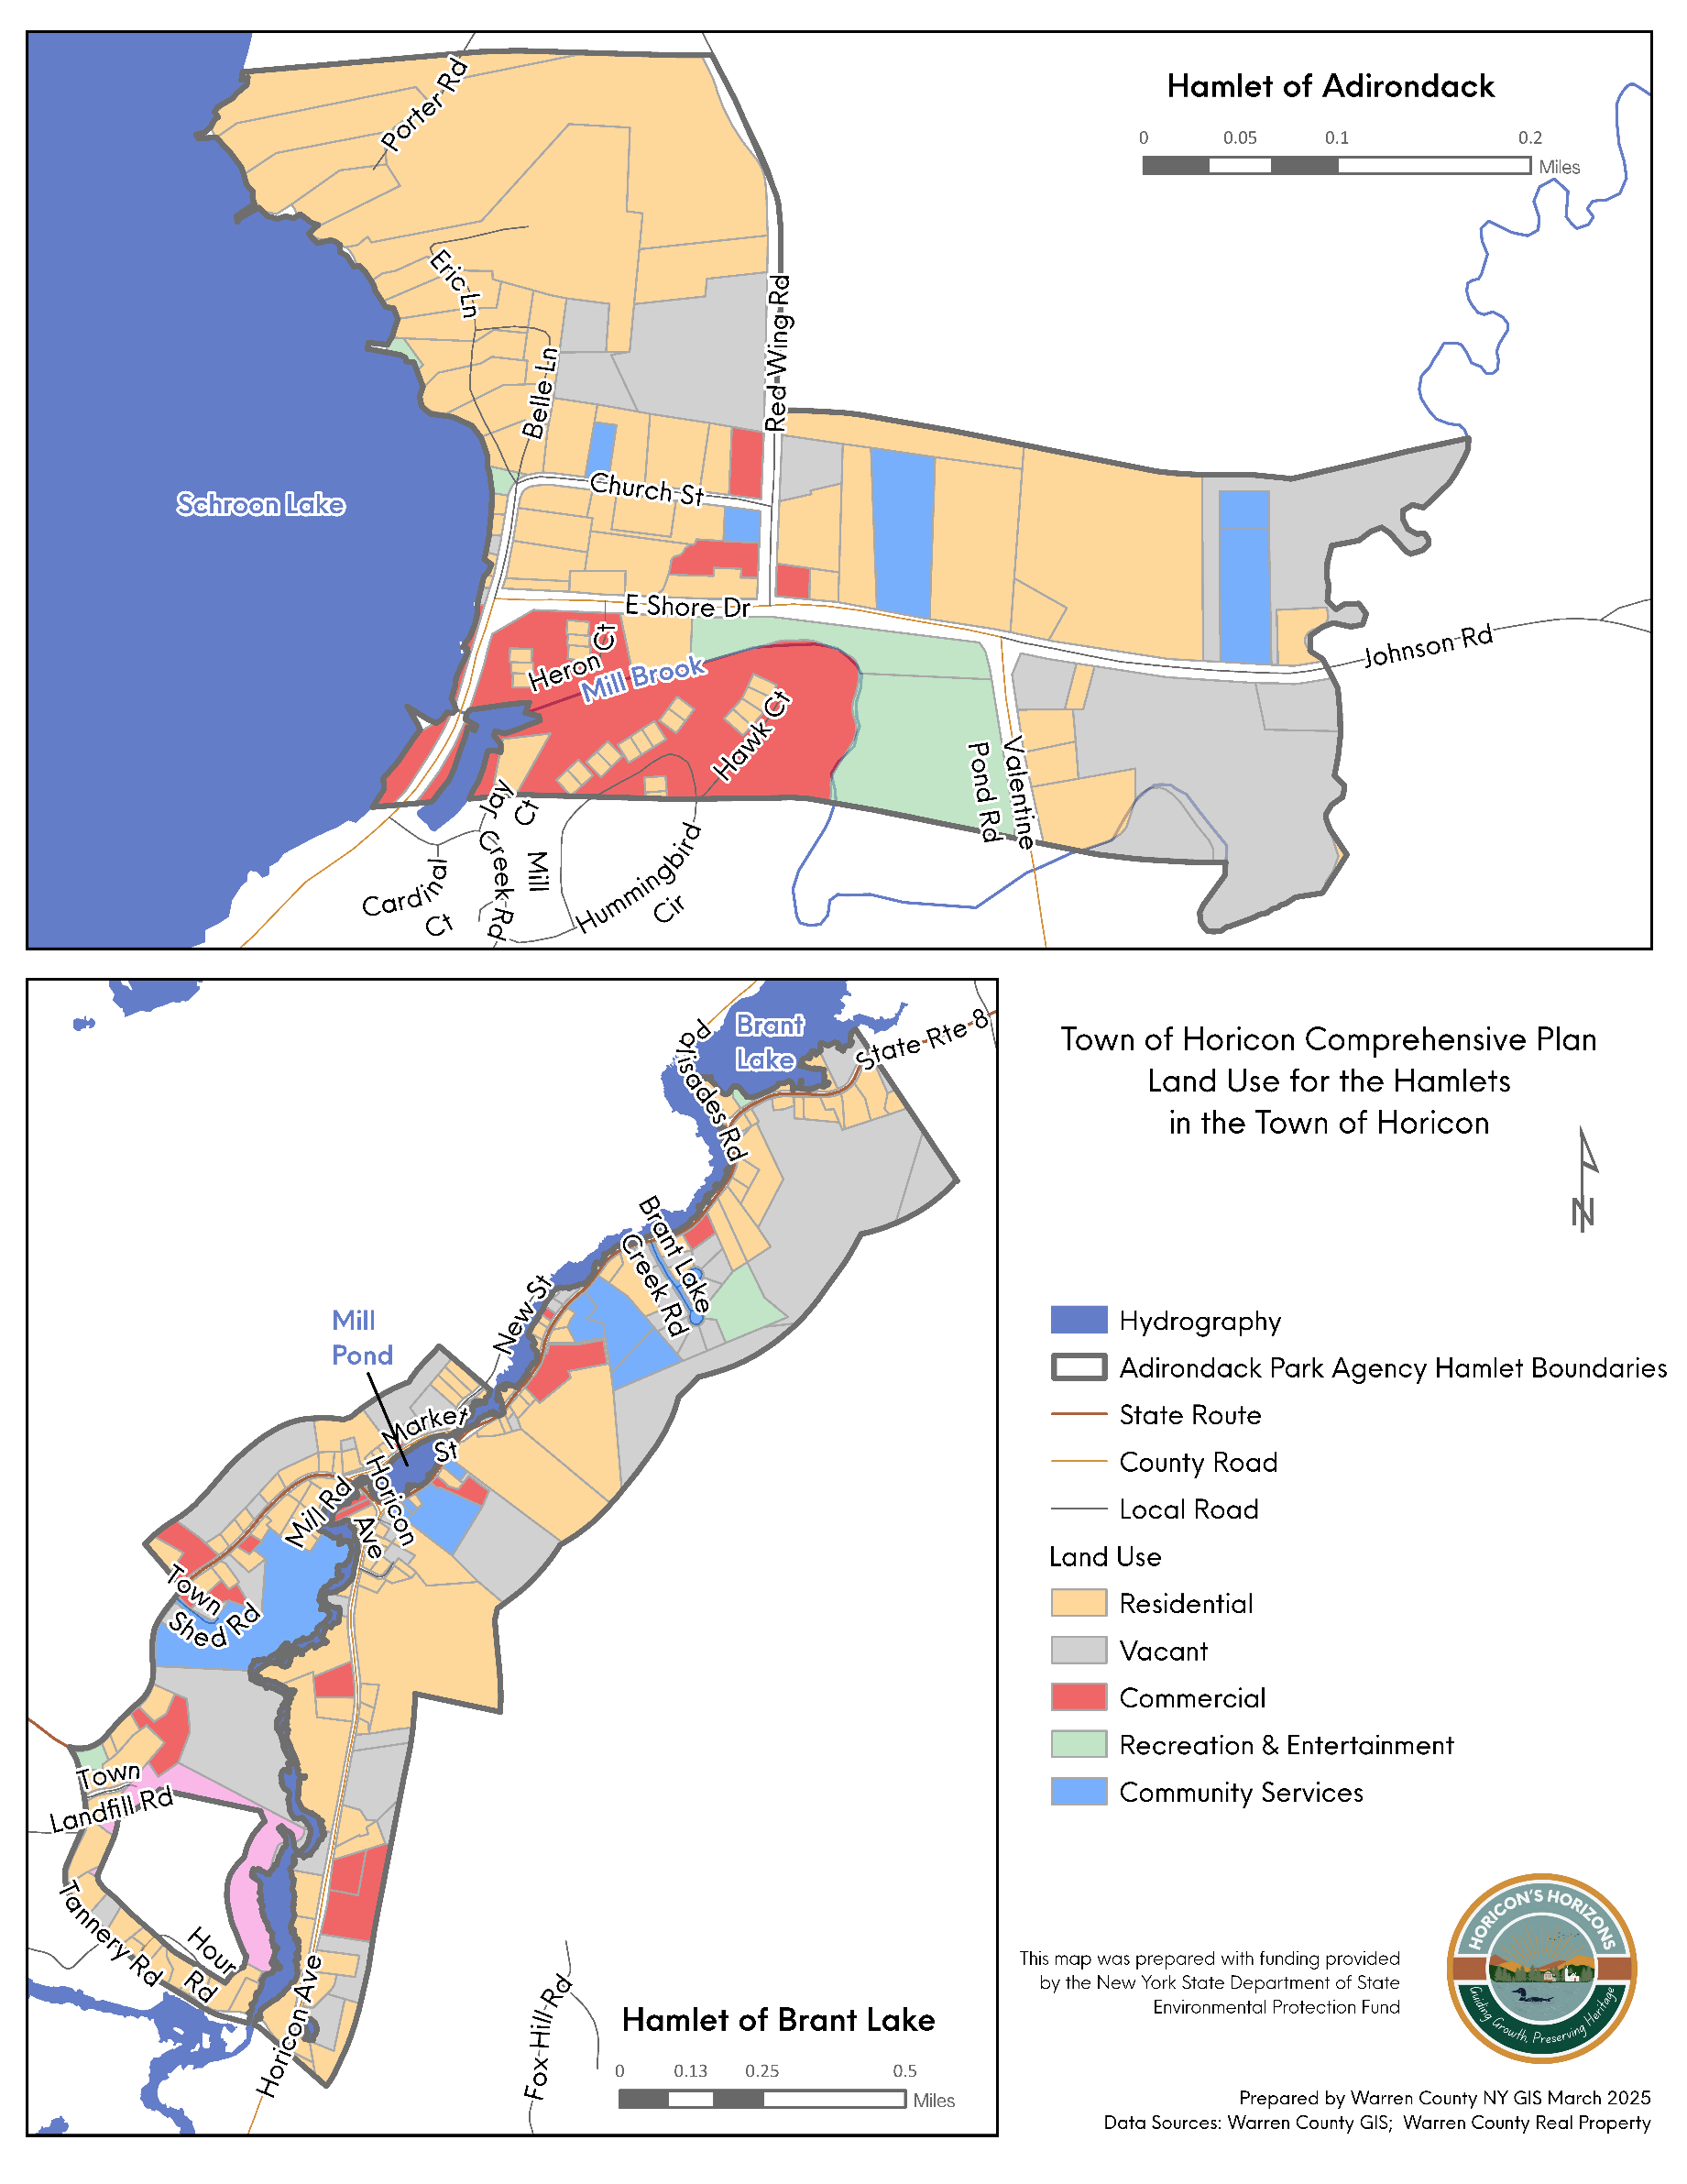 Hamlet of Adirondack
0 0.05 0.1 0.2
Miles
Porter Rd
Eric Ln
Belle Ln
Red Wing Rd
Church St
Schroon Lake
E Shore Dr
Heron Ct
Mill Brook
Hawk Ct
Johnson Rd
Valentine
Pond Rd
Jay
Ct
Mill
Creek Rd
Cardinal
Ct
Hummingbird
Cir
Brant
Lake
State Rte 8
Palisades Rd
Brant Lake
Creek Rd
New St
Mill
Pond
Market
St
Horicon
Ave
Mill Rd
Town
Shed Rd
Town
Landfill Rd
Tannery Rd
Hour
Rd
Horicon Ave
Fox Hill Rd
Hamlet of Brant Lake
0 0.13 0.25 0.5
Miles
Town of Horicon Comprehensive Plan
Land Use for the Hamlets
in the Town of Horicon
N
Hydrography
Adirondack Park Agency Hamlet Boundaries
State Route
County Road
Local Road
Land Use
Residential
Vacant
Commercial
Recreation & Entertainment
Community Services
HORICON'S HORIZONS
Guiding Growth, Preserving Heritage
This map was prepared with funding provided
by the New York State Department of State
Environmental Protection Fund
Prepared by Warren County NY GIS March 2025
Data Sources: Warren County GIS;  Warren County Real Property